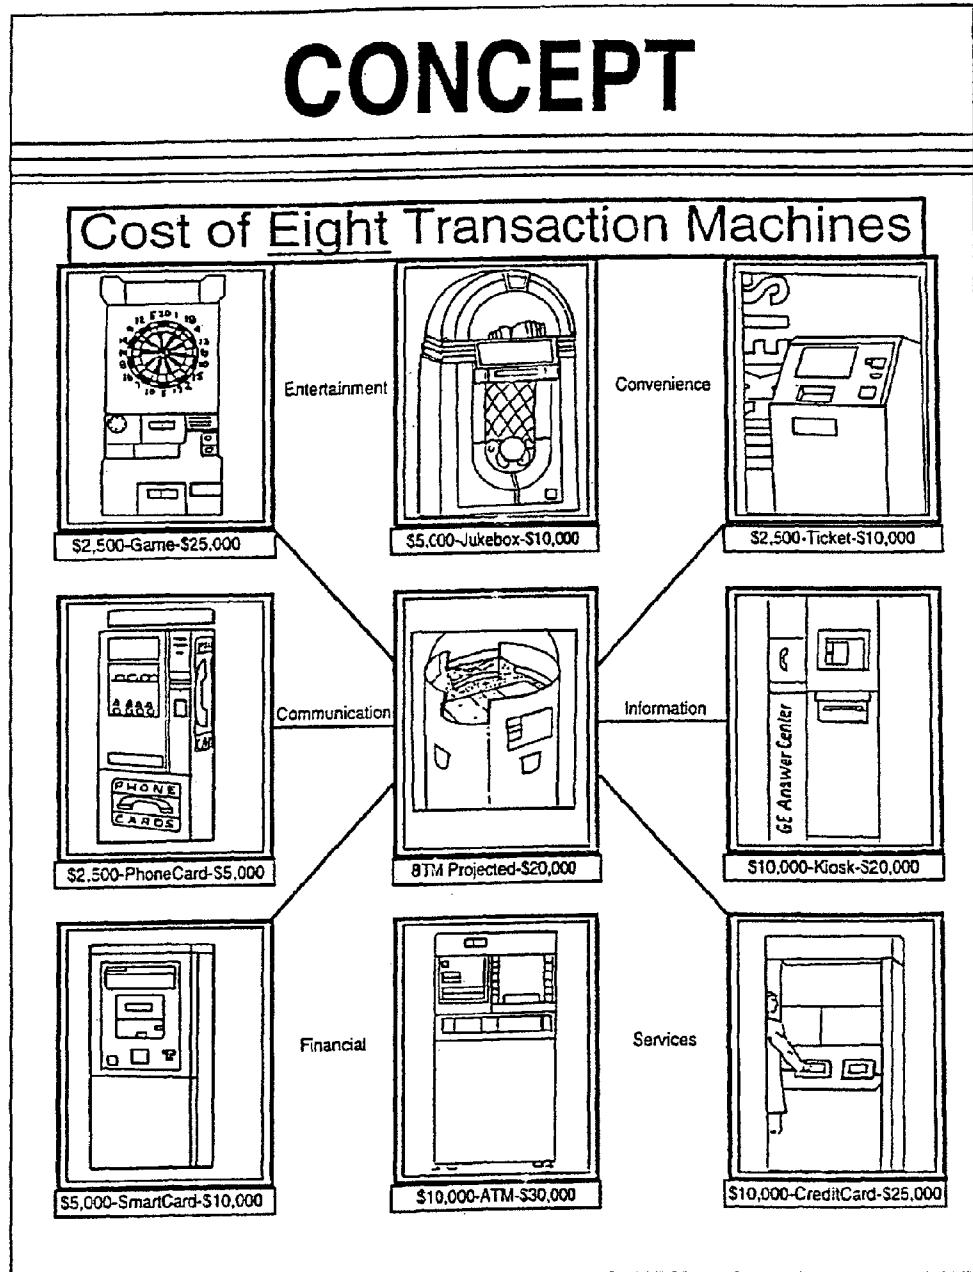 CONCEPT
Cost of Eight Transaction Machines
Entertainment
Convenience
TICKETS
$2,500-Game-$25,000
$5,000-Jukebox-$10,000
$2,500-Ticket-$10,000
Communication
Information
PHONE
CARDS
GE Answer Center
$2,500-PhoneCard-$5,000
8TM Projected-$20,000
$10,000-Kiosk-$20,000
Financial
Services
$5,000-SmartCard-$10,000
$10,000-ATM-$30,000
$10,000-CreditCard-$25,000